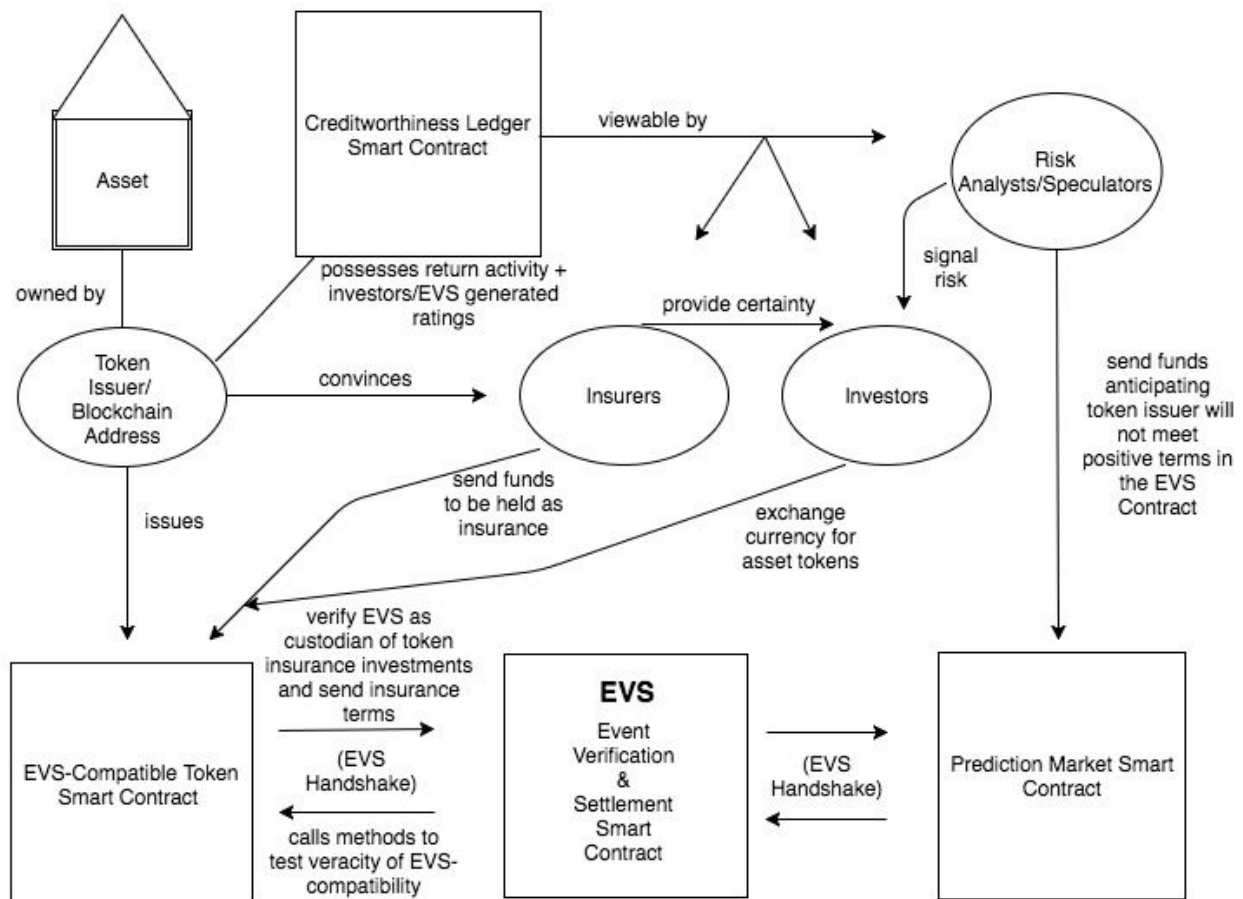 Asset
Creditworthiness Ledger
Smart Contract
viewable by
Risk
Analysts/Speculators
owned by
possesses return activity +
investors/EVS generated
ratings
signal
risk
provide certainty
Token
Issuer/
Blockchain
Address
convinces
Insurers
Investors
send funds
anticipating
token issuer will
not meet
positive terms in
the EVS
Contract
issues
send funds
to be held as
insurance
exchange
currency for
asset tokens
verify EVS as
custodian of token
insurance investments
and send insurance
terms
(EVS
Handshake)
calls methods to
test veracity of EVS-
compatibility
EVS-Compatible Token
Smart Contract
EVS
Event
Verification
&
Settlement
Smart
Contract
(EVS
Handshake)
Prediction Market Smart
Contract